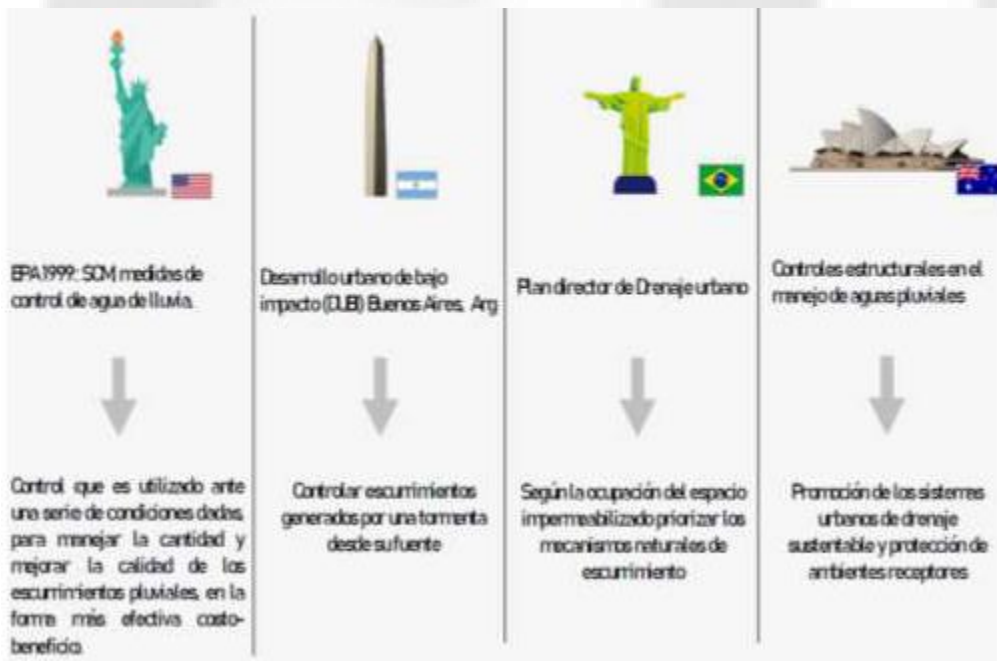 EPA 1999: SCM, medidas de
control de agua de lluvia.
Desarrollo urbano de bajo
impacto (DUBI) Buenos Aires, Arg
Plan director de Drenaje urbano
Controles estructurales en el
manejo de aguas pluviales
Control que es utilizado ante
una serie de condiciones dadas,
para manejar la cantidad y
mejorar la calidad de los
escurrimientos pluviales, en la
forma más efectiva costo-
beneficio.
Controlar escurrimientos
generados por una tormenta
desde su fuente
Según la ocupación del espacio
impermeabilizado priorizar los
mecanismos naturales de
escurrimiento
Promoción de los sistemas
urbanos de drenaje
sustentable y protección de
ambientes receptores